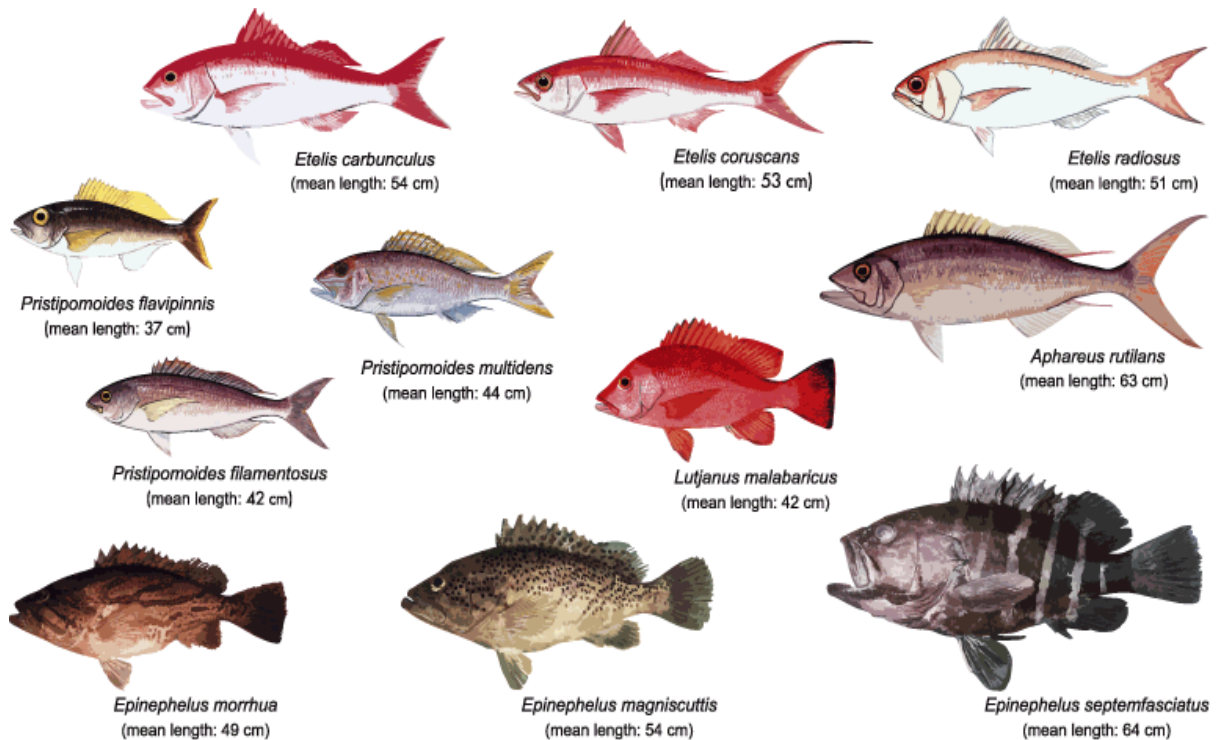 Etelis carbunculus
(mean length: 54 cm)
Etelis coruscans
(mean length: 53 cm)
Etelis radiosus
(mean length: 51 cm)
Pristipomoides flavipinnis
(mean length: 37 cm)
Pristipomoides multidens
(mean length: 44 cm)
Aphareus rutilans
(mean length: 63 cm)
Pristipomoides filamentosus
(mean length: 42 cm)
Lutjanus malabaricus
(mean length: 42 cm)
Epinephelus morrhua
(mean length: 49 cm)
Epinephelus magniscuttis
(mean length: 54 cm)
Epinephelus septemfasciatus
(mean length: 64 cm)